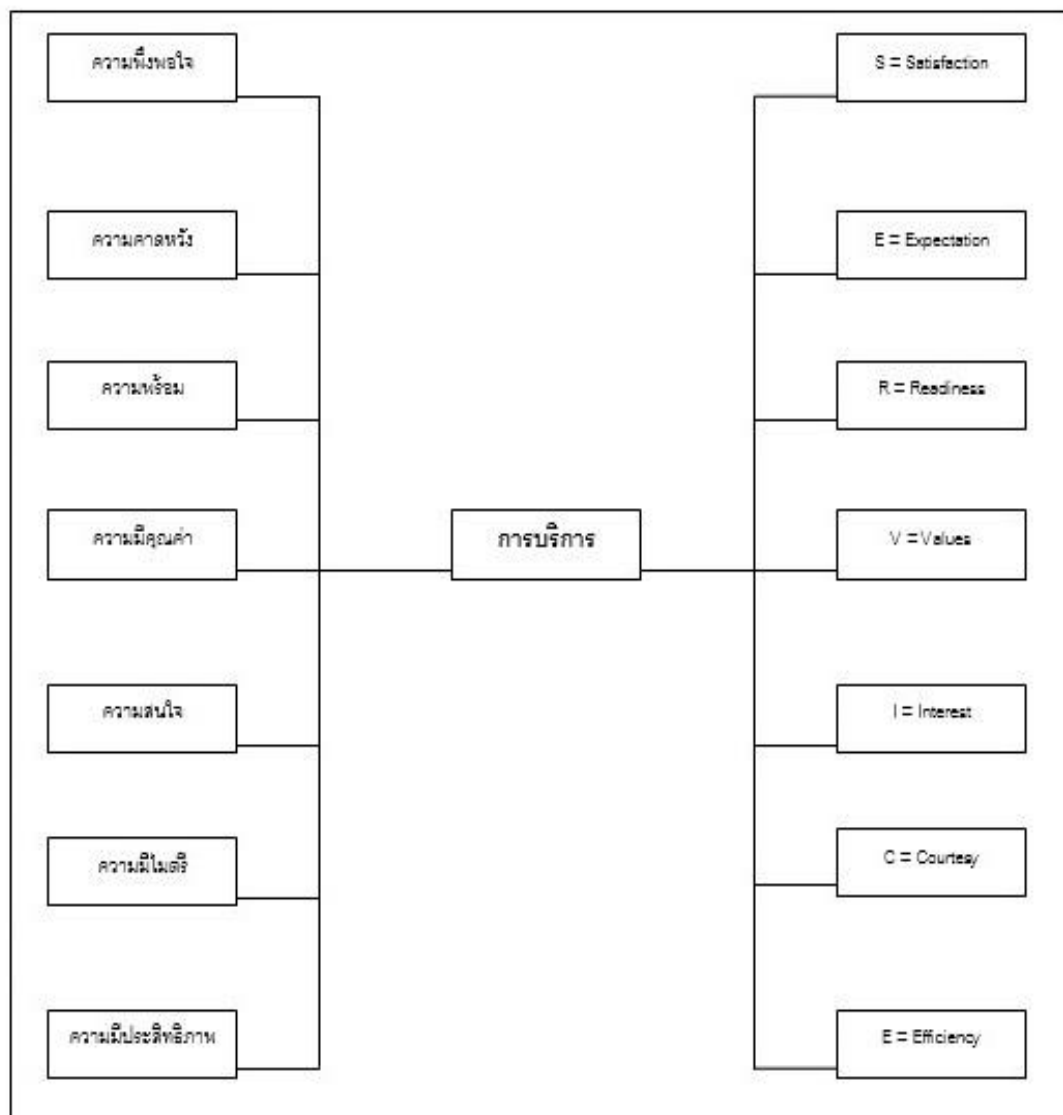 ความพึงพอใจ
S = Satisfaction
ความคาดหวัง
E = Expectation
ความพร้อม
R = Readiness
ความมีคุณค่า
การบริการ
V = Values
ความสนใจ
I = Interest
ความมีไมตรี
C = Courtesy
ความมีประสิทธิภาพ
E = Efficiency